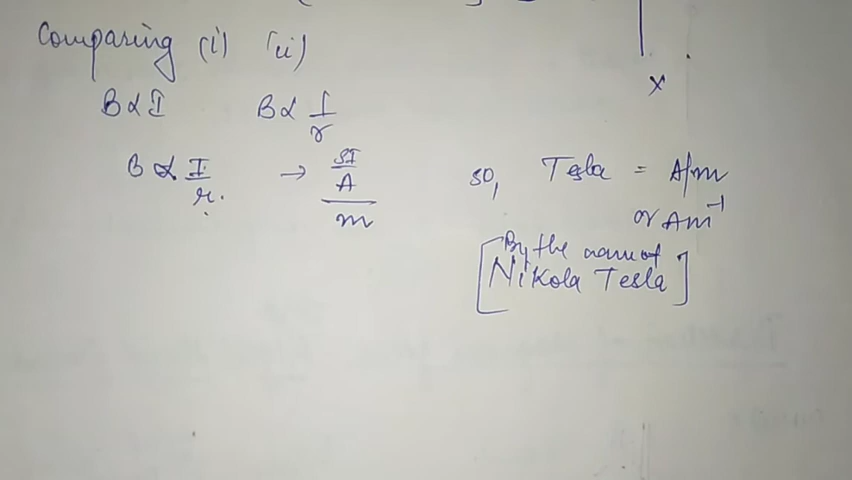 Comparing (i) (ii)
X
B ∝ I B ∝ I/r
B ∝ I/r. → SI A/m so, Tesla = A/m
or Am⁻¹
[By the name of
Nikola Tesla]